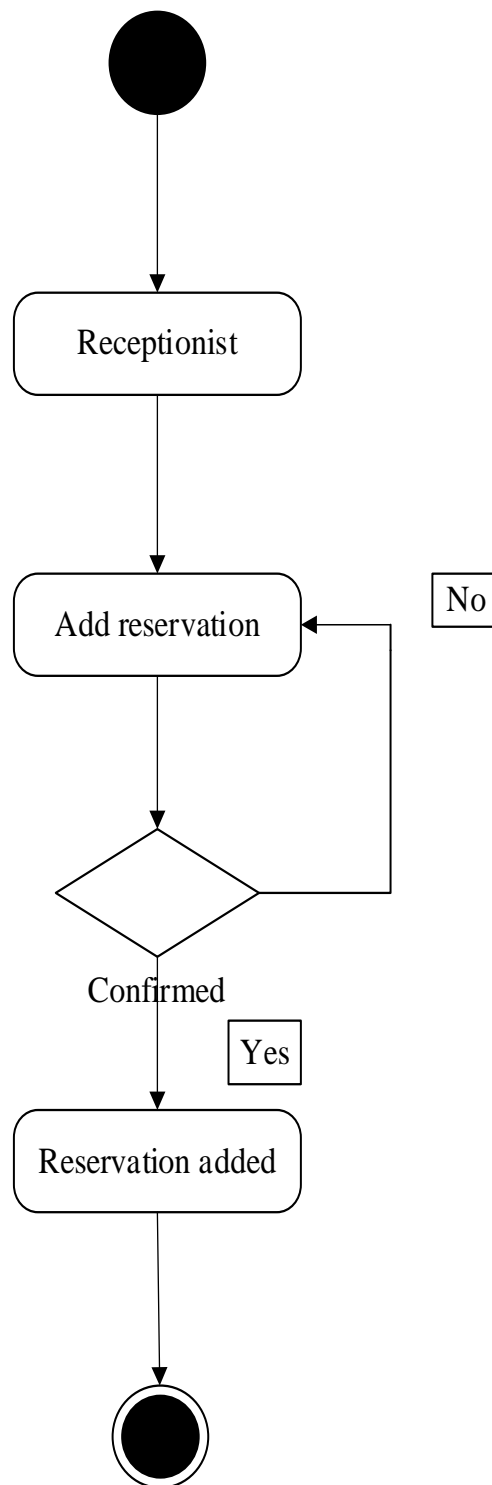 Receptionist
No
Add reservation
Confirmed
Yes
Reservation added